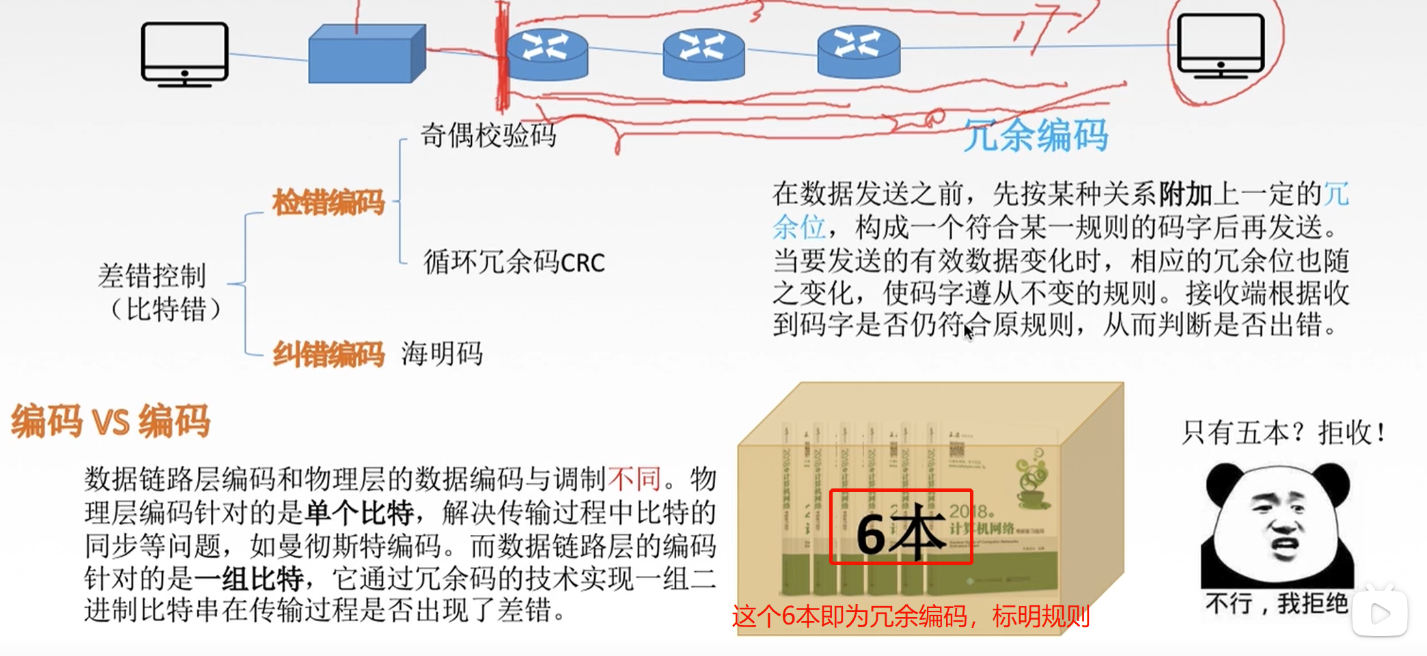 奇偶校验码
冗余编码
检错编码
在数据发送之前，先按某种关系附加上一定的冗
余位，构成一个符合某一规则的码字后再发送。
当要发送的有效数据变化时，相应的冗余位也随
之变化，使码字遵从不变的规则。接收端根据收
到码字是否仍符合原规则，从而判断是否出错。
循环冗余码CRC
差错控制
（比特错）
纠错编码 海明码
编码 VS 编码
数据链路层编码和物理层的数据编码与调制不同。物
理层编码针对的是单个比特，解决传输过程中比特的
同步等问题，如曼彻斯特编码。而数据链路层的编码
针对的是一组比特，它通过冗余码的技术实现一组二
进制比特串在传输过程是否出现了差错。
6本
2018年
计算机网络
这个6本即为冗余编码，标明规则
只有五本？拒收！
不行，我拒绝